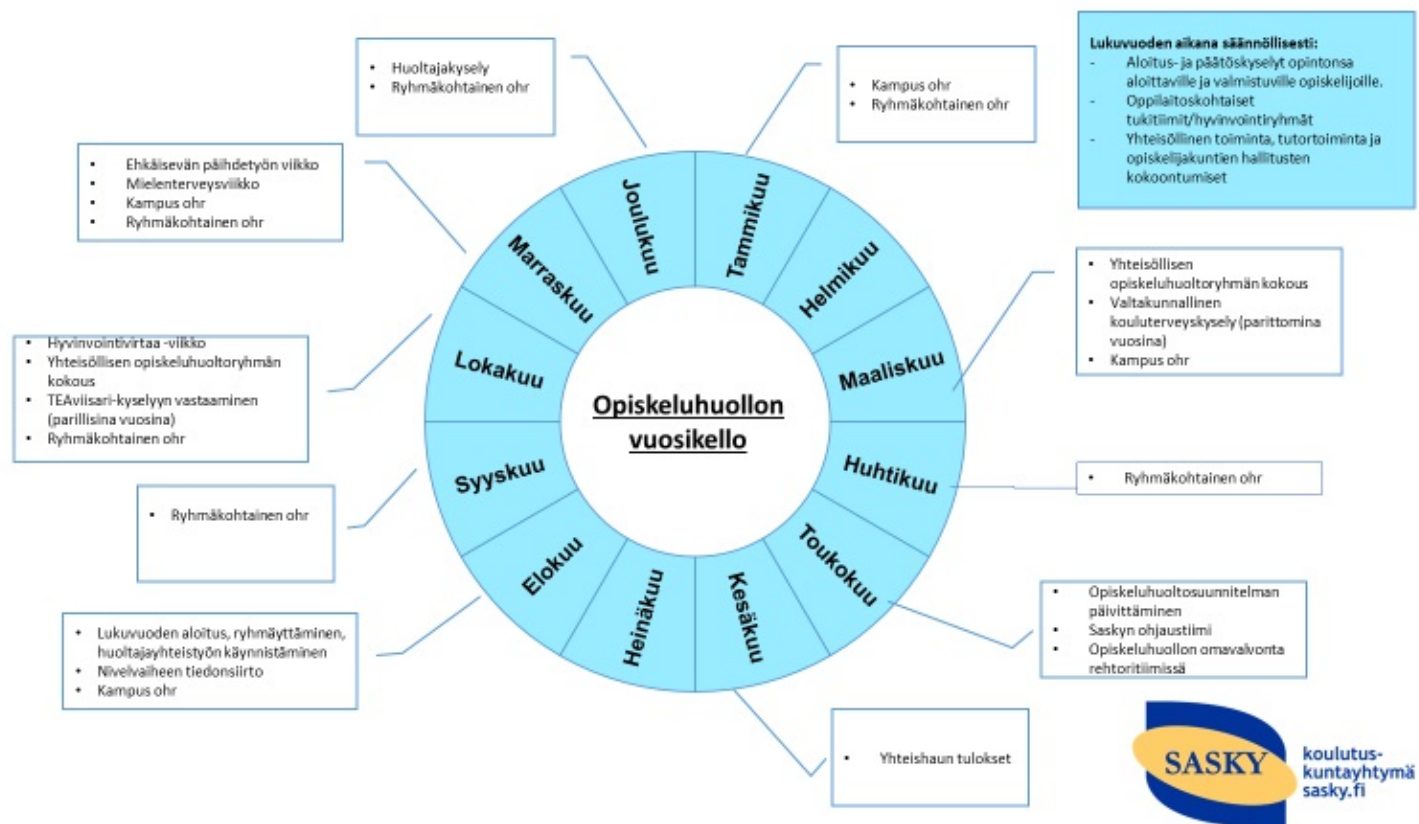 Lukuvuoden aikana säännöllisesti:
- Aloitus- ja päätöskyselyt opintonsa
aloittaville ja valmistuville opiskelijoille.
- Oppilaitoskohtaiset
tukitiimit/hyvinvointiryhmät
- Yhteisöllinen toiminta, tutortoiminta ja
opiskelijakuntien hallitusten
kokoontumiset
• Huoltajakysely
• Ryhmäkohtainen ohr
• Kampus ohr
• Ryhmäkohtainen ohr
▪ Ehkäisevän päihdetyön viikko
▪ Mielenterveysviikko
▪ Kampus ohr
▪ Ryhmäkohtainen ohr
▪ Yhteisöllisen
opiskeluhuoltoryhmän kokous
▪ Valtakunnallinen
kouluterveyskysely (parittomina
vuosina)
▪ Kampus ohr
▪ Hyvinvointivirtaa -viikko
▪ Yhteisöllisen opiskeluhuoltoryhmän
kokous
▪ TEAviisari-kyselyyn vastaaminen
(parillisina vuosina)
▪ Ryhmäkohtainen ohr
▪ Ryhmäkohtainen ohr
▪ Ryhmäkohtainen ohr
• Lukuvuoden aloitus, ryhmäyttäminen,
huoltajayhteistyön käynnistäminen
• Nivelvaiheen tiedonsiirto
• Kampus ohr
▪ Opiskeluhuoltosuunnitelman
päivittäminen
▪ Saskyn ohjaustiimi
▪ Opiskeluhuollon omavalvonta
rehtoritiimissä
▪ Yhteishaun tulokset
Tammikuu
Helmikuu
Maaliskuu
Huhtikuu
Toukokuu
Kesäkuu
Heinäkuu
Elokuu
Syyskuu
Lokakuu
Marraskuu
Joulukuu
Opiskeluhuollon
vuosikello
SASKY
koulutus-
kuntayhtymä
sasky.fi